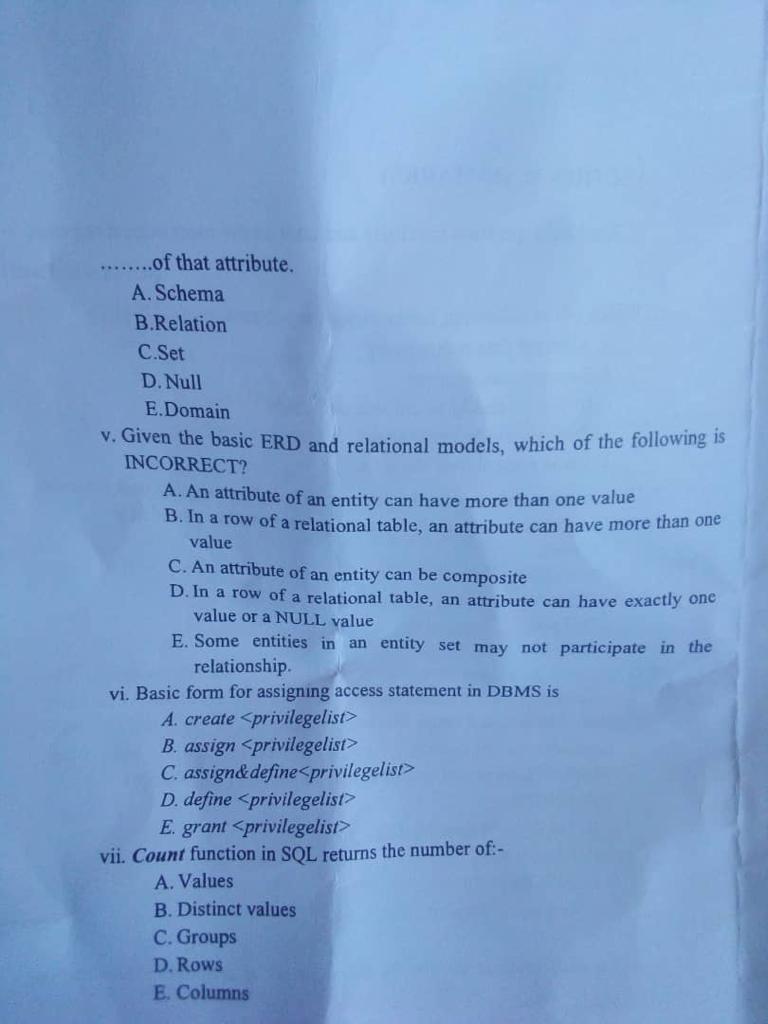 ........of that attribute.
A. Schema
B.Relation
C.Set
D. Null
E.Domain
v. Given the basic ERD and relational models, which of the following is
INCORRECT?
A. An attribute of an entity can have more than one value
B. In a row of a relational table, an attribute can have more than one
value
C. An attribute of an entity can be composite
D. In a row of a relational table, an attribute can have exactly one
value or a NULL value
E. Some entities in an entity set may not participate in the
relationship.
vi. Basic form for assigning access statement in DBMS is
A. create <privilegelist>
B. assign <privilegelist>
C. assign&define<privilegelist>
D. define <privilegelist>
E. grant <privilegelist>
vii. Count function in SQL returns the number of:-
A. Values
B. Distinct values
C. Groups
D. Rows
E. Columns